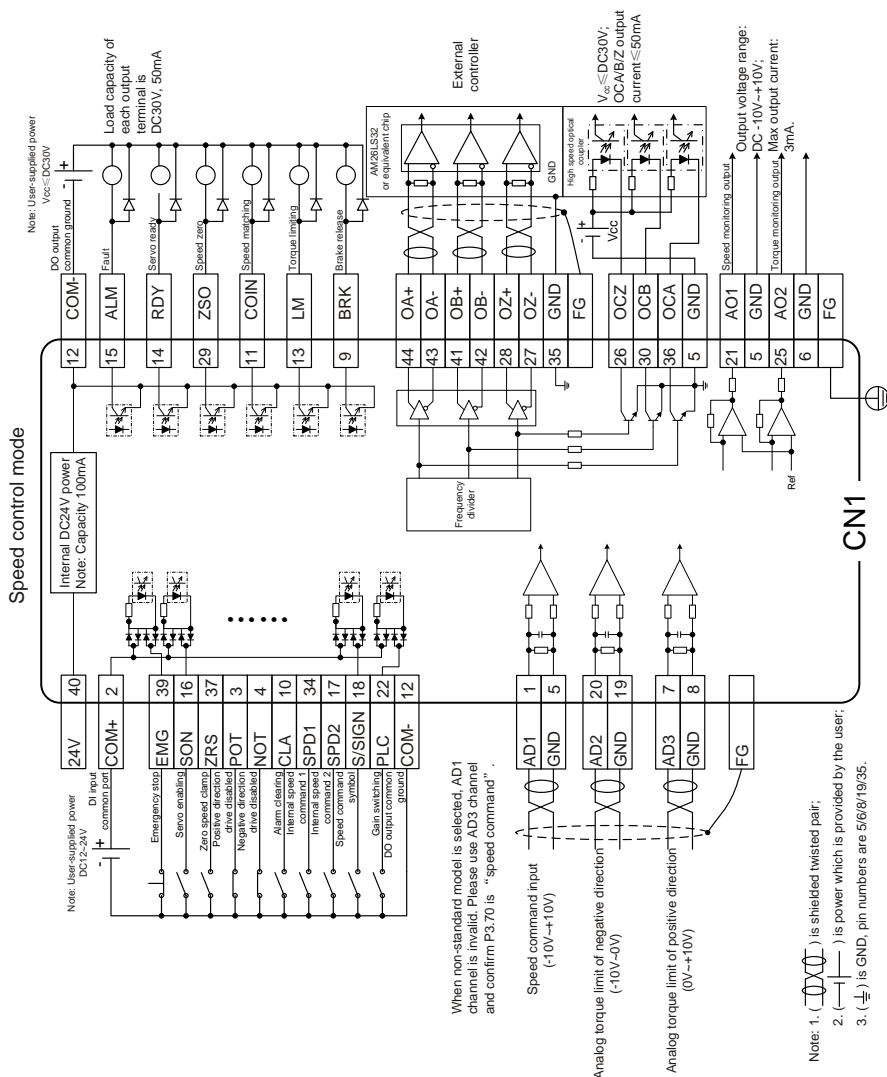 Speed control mode
Note: User-supplied power
DC12~24V
DI input
common port
24V
40
COM+
2
Emergency stop
EMG
39
Servo enabling
SON
16
Zero speed clamp
ZRS
37
Positive direction
drive disabled
POT
3
Negative direction
drive disabled
NOT
4
Alarm clearing
CLA
10
Internal speed
command 1
SPD1
34
Internal speed
command 2
SPD2
17
Speed command
symbol
S/SIGN
18
Gain switching
PLC
22
DO output common
ground
COM-
12
When non-standard model is selected, AD1
channel is invalid. Please use AD3 channel
and confirm P3.70 is “speed command” .
Speed command input
(-10V~+10V)
AD1
1
GND
5
Analog torque limit of negative direction
(-10V~0V)
AD2
20
GND
19
Analog torque limit of positive direction
(0V~+10V)
AD3
7
GND
8
FG
Internal DC24V power
Note: Capacity 100mA
Frequency
divider
Ref
CN1
Note: User-supplied power
Vcc≤DC30V
DO output
common ground
12
COM-
Load capacity of
each output
terminal is
DC30V, 50mA
15
ALM
Fault
14
RDY
Servo ready
29
ZSO
Speed zero
11
COIN
Speed matching
13
LM
Torque limiting
9
BRK
Brake release
External
controller
AM26LS32
or equivalent chip
44
OA+
43
OA-
41
OB+
42
OB-
28
OZ+
27
OZ-
35
GND
GND
FG
High speed optical
coupler
Vcc≤DC30V;
OCA/B/Z output
current≤50mA
Vcc
26
OCZ
30
OCB
36
OCA
5
GND
21
AO1
Speed monitoring output
5
GND
25
AO2
Torque monitoring output
6
GND
FG
Output voltage range:
DC -10V~+10V;
Max output current:
3mA.
Note: 1. ( ) is shielded twisted pair;
2. ( ) is power which is provided by the user;
3. ( ) is GND, pin numbers are 5/6/8/19/35.